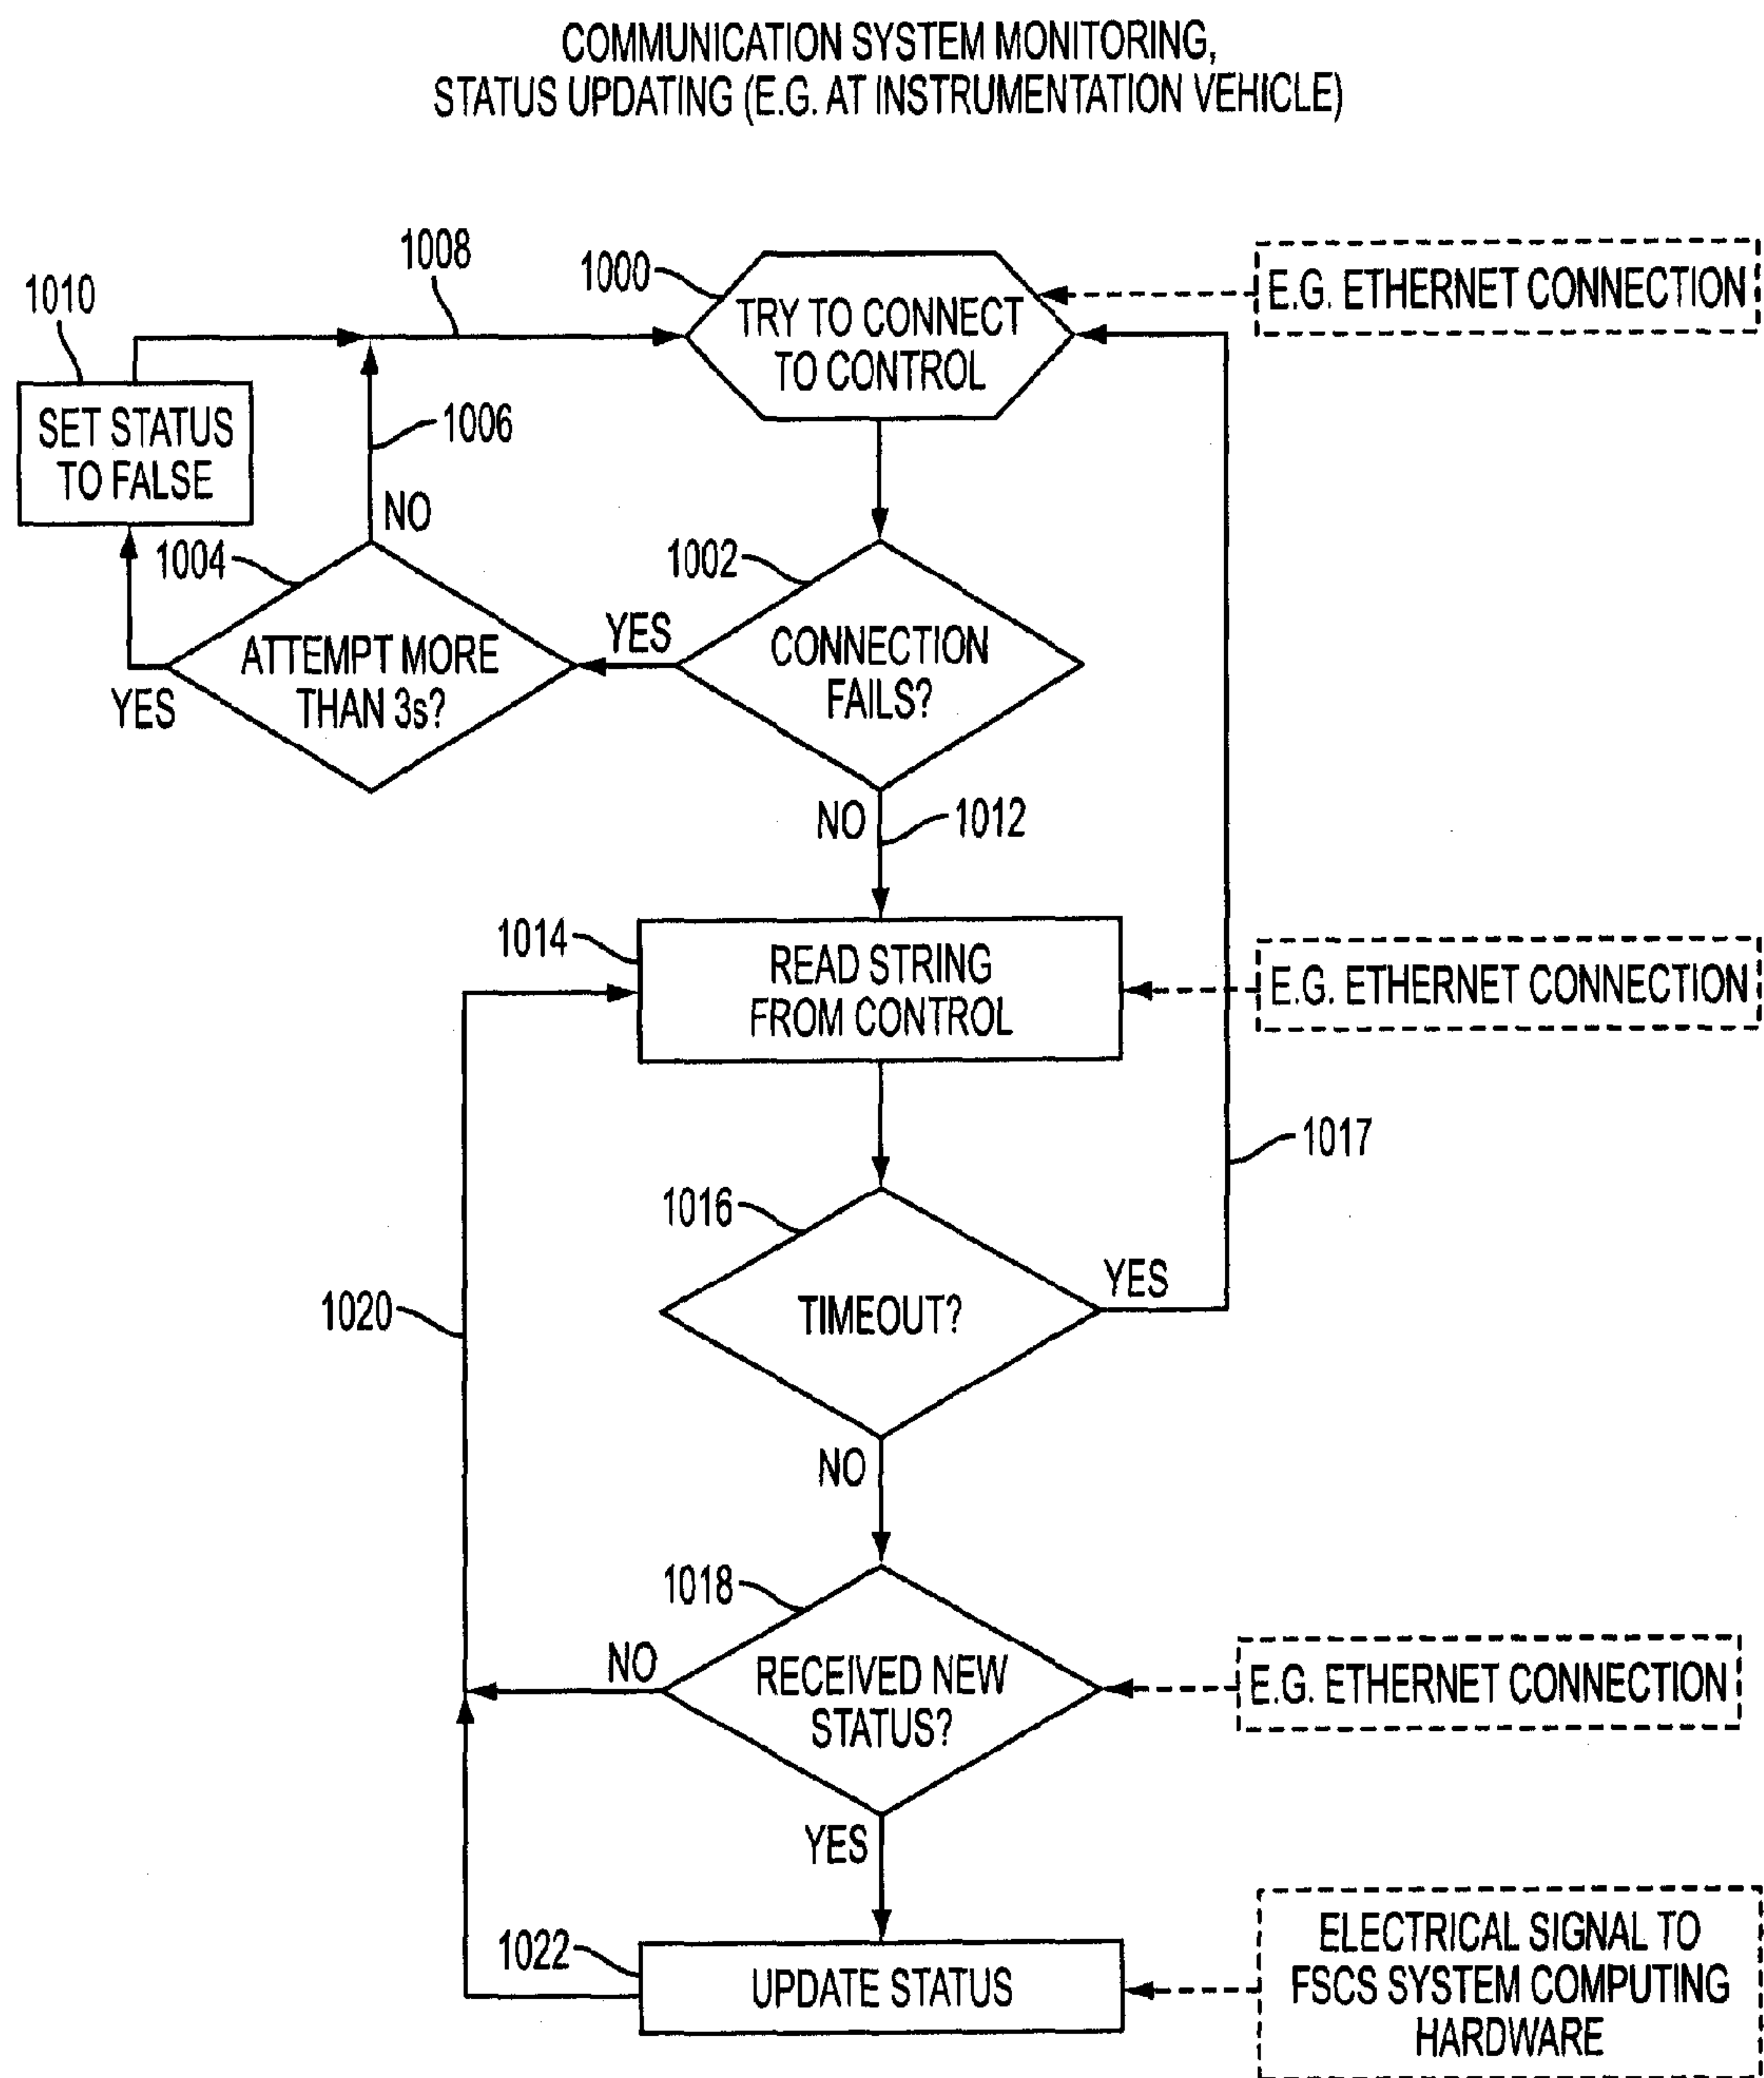 COMMUNICATION SYSTEM MONITORING,
STATUS UPDATING (E.G. AT INSTRUMENTATION VEHICLE)
1008
1000
1010
TRY TO CONNECT
TO CONTROL
E.G. ETHERNET CONNECTION
SET STATUS
TO FALSE
1006
NO
1004
1002
ATTEMPT MORE
THAN 3s?
YES
YES
CONNECTION
FAILS?
NO
1012
1014
READ STRING
FROM CONTROL
E.G. ETHERNET CONNECTION
1017
1016
TIMEOUT?
YES
1020
NO
1018
NO
RECEIVED NEW
STATUS?
E.G. ETHERNET CONNECTION
YES
1022
UPDATE STATUS
ELECTRICAL SIGNAL TO
FSCS SYSTEM COMPUTING
HARDWARE